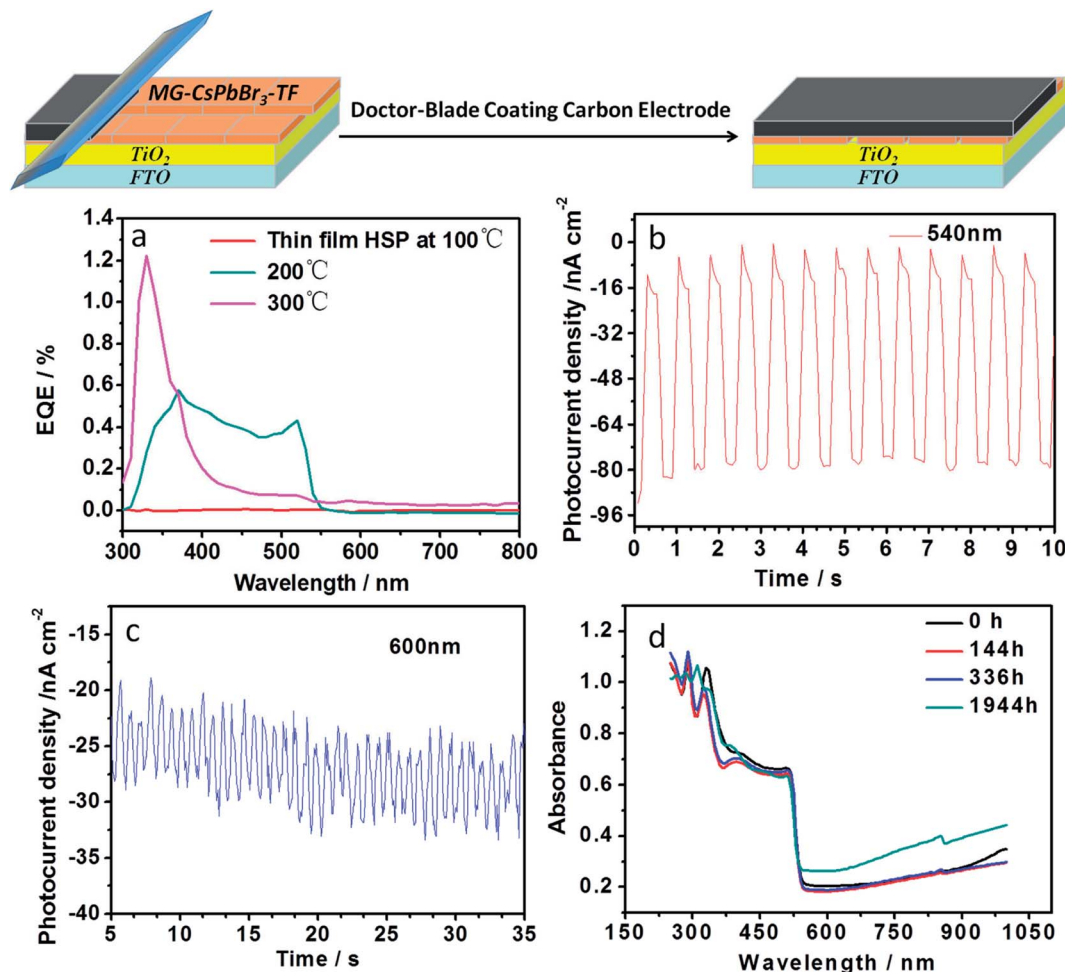 MG-CsPbBr₃-TF
TiO₂
FTO
Doctor-Blade Coating Carbon Electrode
TiO₂
FTO
a
Thin film HSP at 100℃
200℃
300℃
EQE / %
1.4
1.2
1.0
0.8
0.6
0.4
0.2
0.0
300 400 500 600 700 800
Wavelength / nm
b
540nm
Photocurrent density /nA cm⁻²
0
-16
-32
-48
-64
-80
-96
0 1 2 3 4 5 6 7 8 9 10
Time / s
c
600nm
Photocurrent density /nA cm⁻²
-15
-20
-25
-30
-35
-40
5 10 15 20 25 30 35
Time / s
d
0 h
144h
336h
1944h
Absorbance
1.2
1.0
0.8
0.6
0.4
0.2
150 300 450 600 750 900 1050
Wavelength / nm